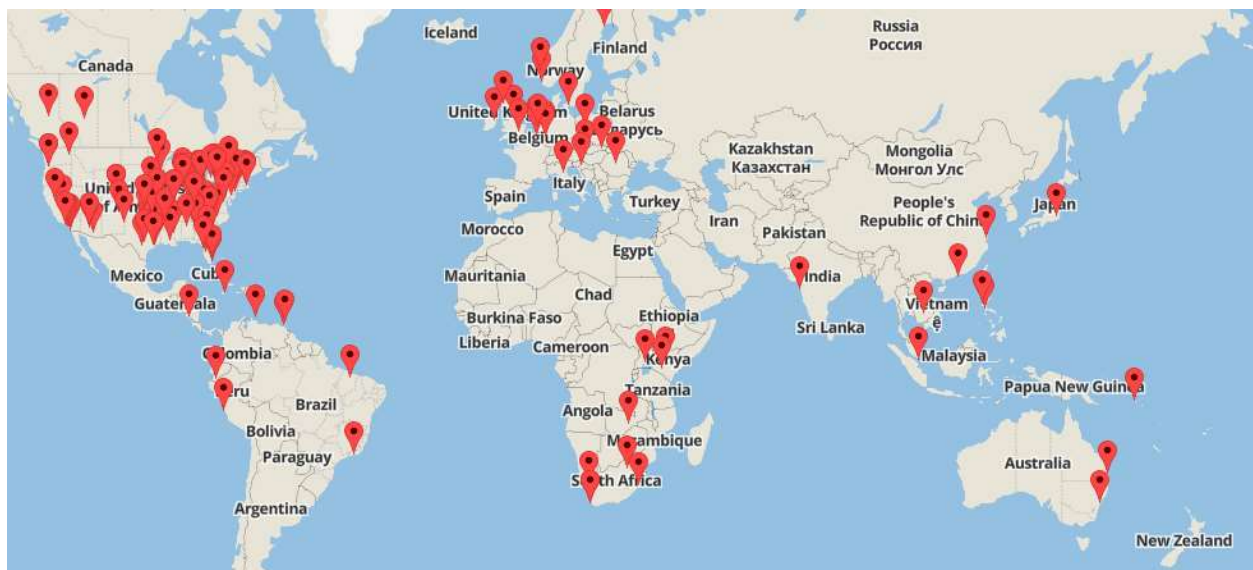 Russia
Россия
Iceland
Finland
Canada
Norway
United Kingdom
Belarus
Беларусь
Belgium
Kazakhstan
Казахстан
Mongolia
Монгол Улс
Italy
Spain
Turkey
People's
Republic of China
Japan
Iran
Morocco
Pakistan
Egypt
Mexico
Cuba
Mauritania
India
Guatemala
Chad
Vietnam
Burkina Faso
Ethiopia
Sri Lanka
ệ
Liberia
Cameroon
Colombia
Kenya
Malaysia
Papua New Guinea
Peru
Tanzania
Brazil
Angola
Bolivia
Mozambique
Paraguay
Australia
South Africa
Argentina
New Zealand